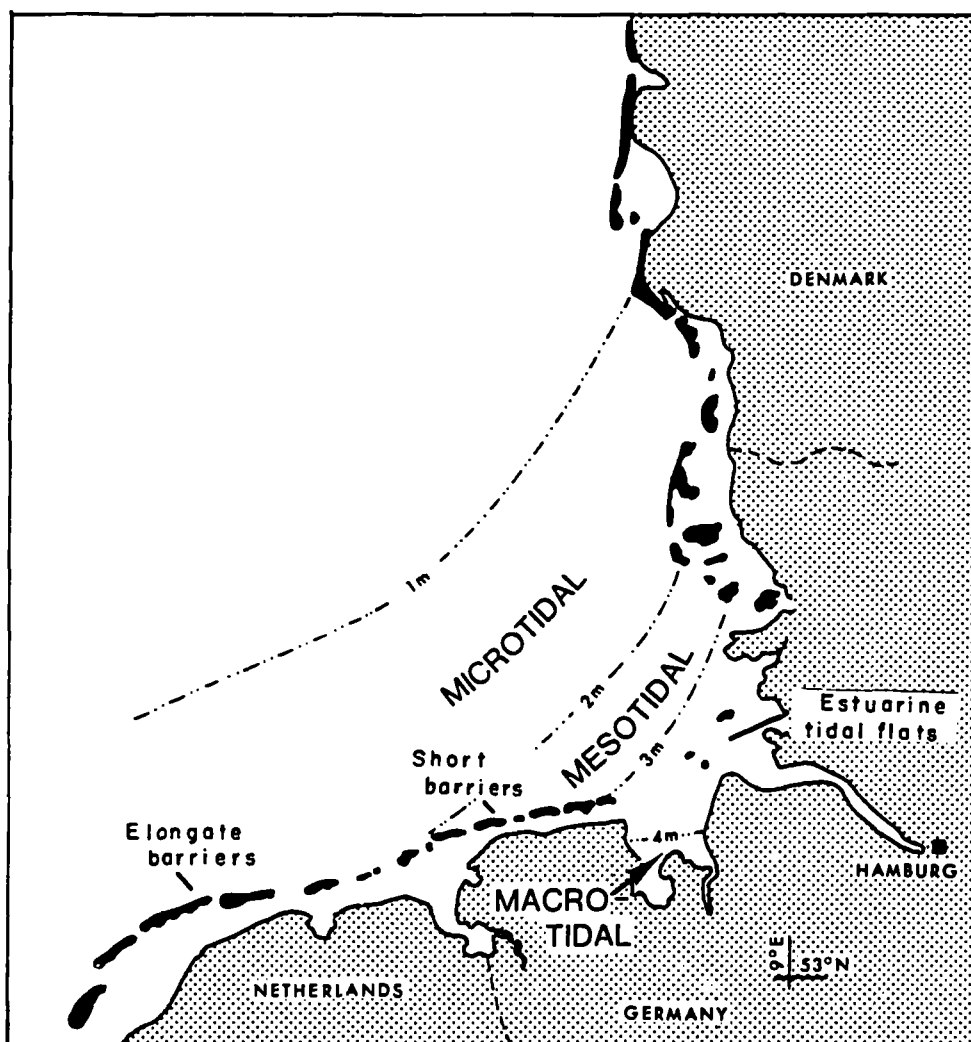 DENMARK
1m
MICROTIDAL
2m
MESOTIDAL
3m
Estuarine
tidal flats
Short
barriers
Elongate
barriers
4m
HAMBURG
MACRO-
TIDAL
9°E
53°N
NETHERLANDS
GERMANY